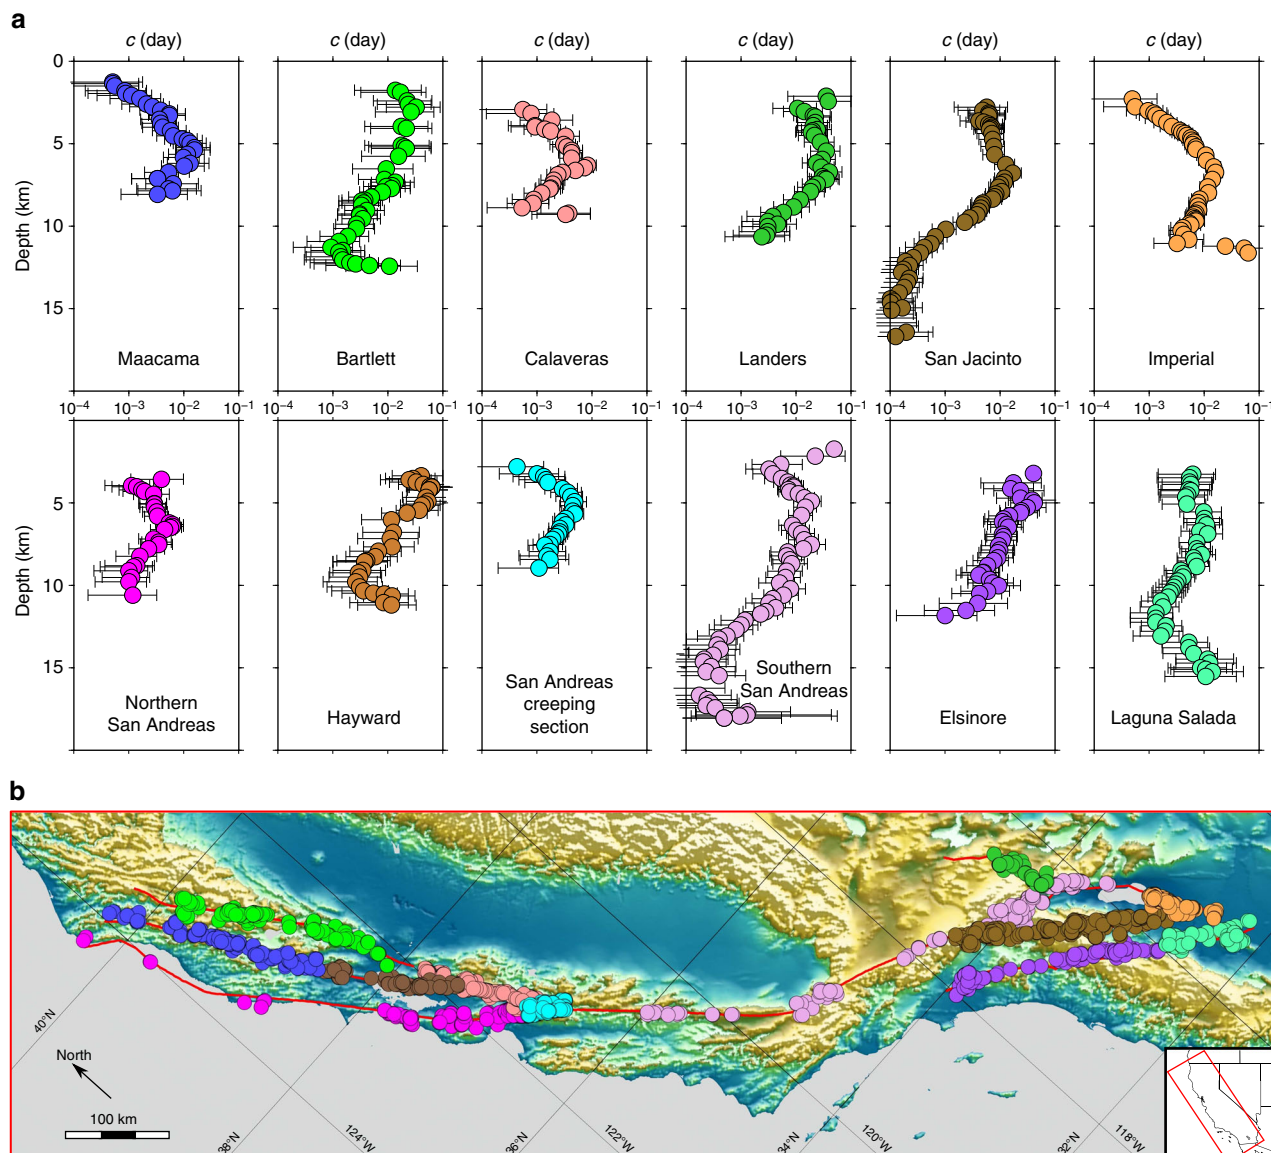 a
c (day) c (day) c (day) c (day) c (day) c (day)
0
5
10
15
Depth (km)
Maacama Bartlett Calaveras Landers San Jacinto Imperial
10⁻⁴ 10⁻³ 10⁻² 10⁻¹ 10⁻⁴ 10⁻³ 10⁻² 10⁻¹ 10⁻⁴ 10⁻³ 10⁻² 10⁻¹ 10⁻⁴ 10⁻³ 10⁻² 10⁻¹ 10⁻⁴ 10⁻³ 10⁻² 10⁻¹ 10⁻⁴ 10⁻³ 10⁻² 10⁻¹
5
10
15
Depth (km)
Northern
San Andreas
Hayward
San Andreas
creeping
section
Southern
San Andreas
Elsinore
Laguna Salada
b
40°N
North
100 km
38°N
124°W
36°N
122°W
34°N
120°W
32°N
118°W